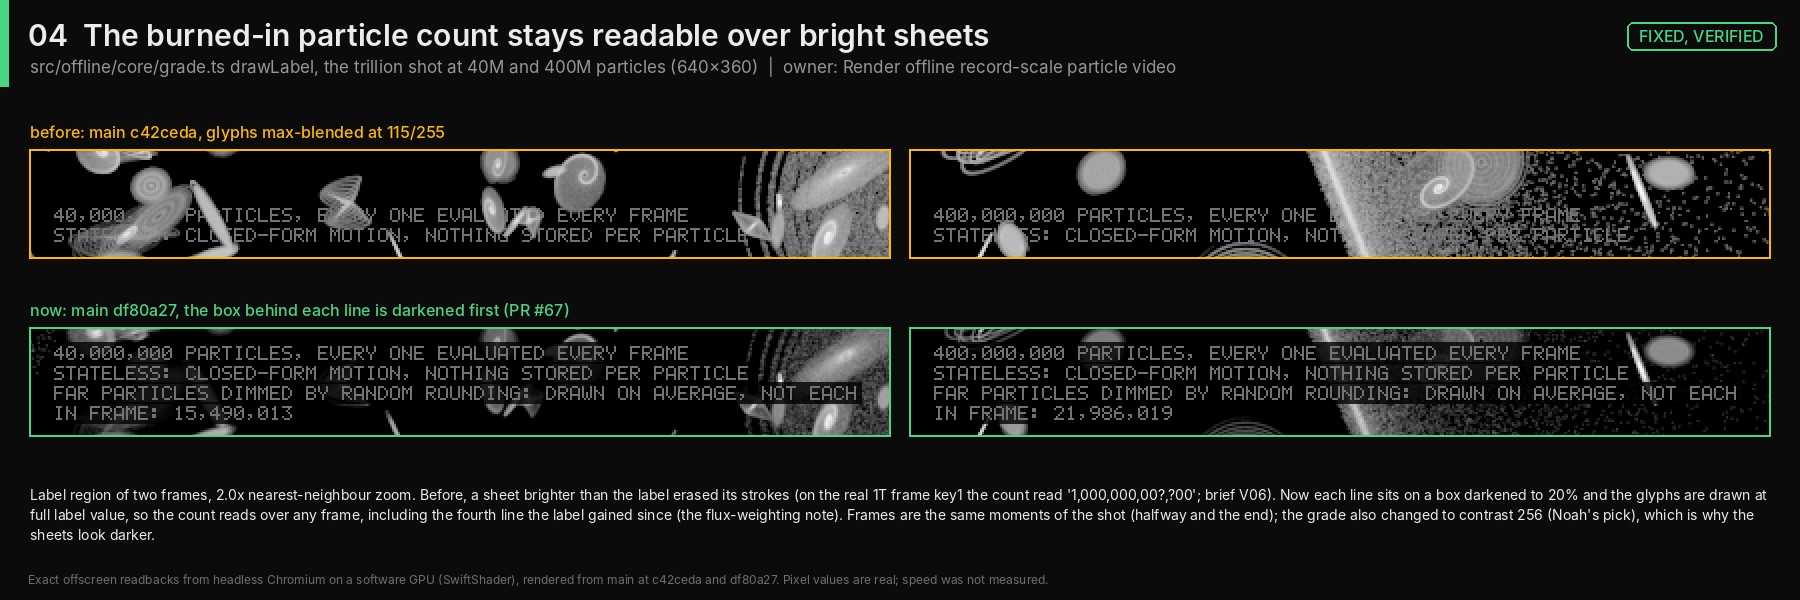 04 The burned-in particle count stays readable over bright sheets
FIXED, VERIFIED
src/offline/core/grade.ts drawLabel, the trillion shot at 40M and 400M particles (640×360) | owner: Render offline record-scale particle video
before: main c42ceda, glyphs max-blended at 115/255
40,000 PARTICLES, EVERY FRAME
CLOSED-FORM MOTION, NOTHING STORED PER PARTICLE
400,000,000 PARTICLES, EVERY ONE EVERY FRAME
CLOSED-FORM MOTION, PER PARTICLE
now: main df80a27, the box behind each line is darkened first (PR #67)
40,000,000 PARTICLES, EVERY ONE EVALUATED EVERY FRAME
STATELESS: CLOSED-FORM MOTION, NOTHING STORED PER PARTICLE
FAR PARTICLES DIMMED BY RANDOM ROUNDING: DRAWN ON AVERAGE, NOT EACH
IN FRAME: 15,490,013
400,000,000 PARTICLES, EVERY ONE EVALUATED EVERY FRAME
STATELESS: CLOSED-FORM MOTION, NOTHING STORED PER PARTICLE
FAR PARTICLES DIMMED BY RANDOM ROUNDING: DRAWN ON AVERAGE, NOT EACH
IN FRAME: 21,986,019
Label region of two frames, 2.0x nearest-neighbour zoom. Before, a sheet brighter than the label erased its strokes (on the real 1T frame key1 the count read '1,000,000,00?,?00'; brief V06). Now each line sits on a box darkened to 20% and the glyphs are drawn at
full label value, so the count reads over any frame, including the fourth line the label gained since (the flux-weighting note). Frames are the same moments of the shot (halfway and the end); the grade also changed to contrast 256 (Noah's pick), which is why the
sheets look darker.
Exact offscreen readbacks from headless Chromium on a software GPU (SwiftShader), rendered from main at c42ceda and df80a27. Pixel values are real; speed was not measured.